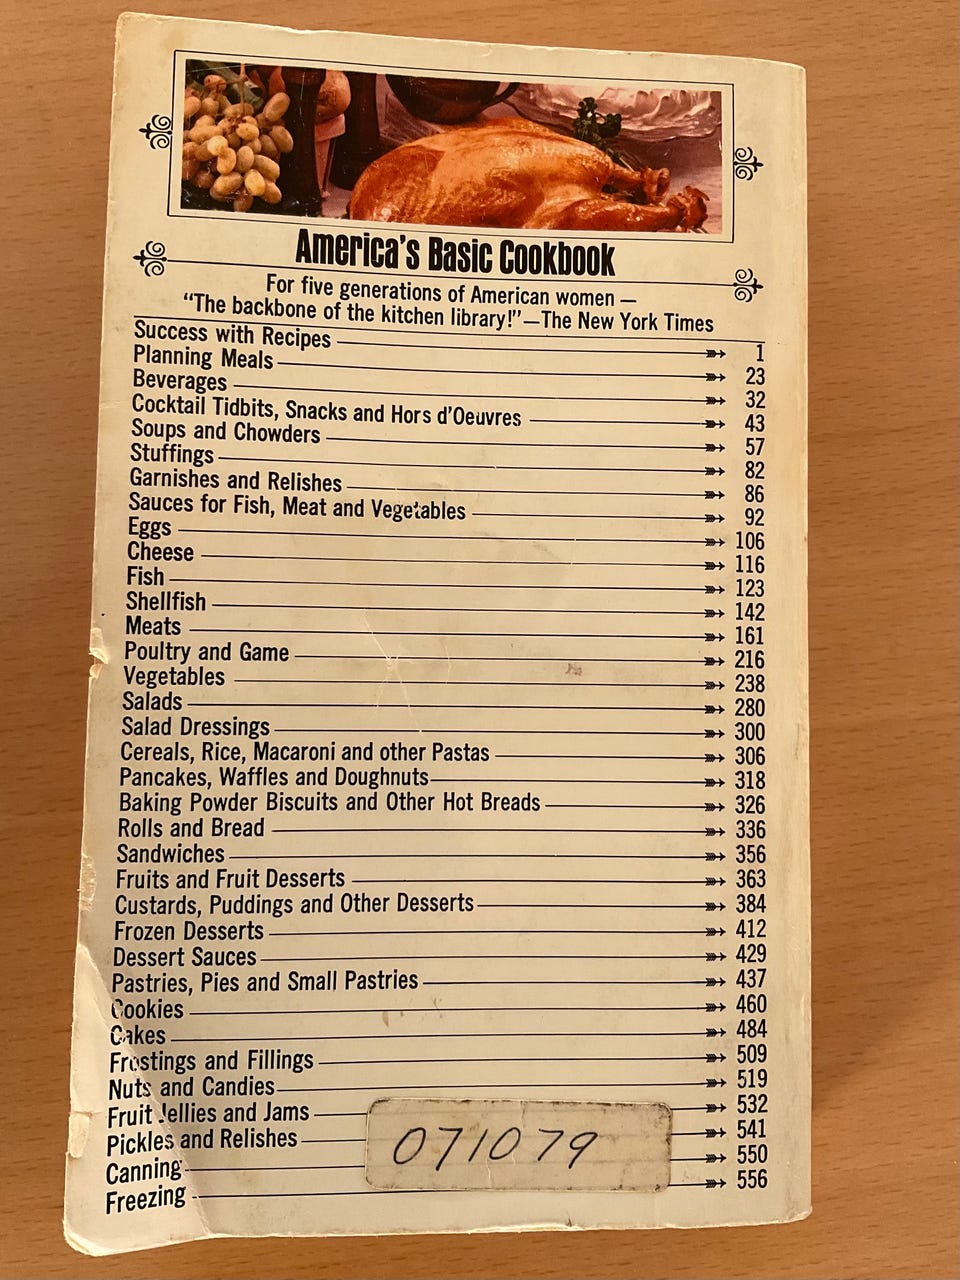 America's Basic Cookbook
For five generations of American women —
"The backbone of the kitchen library!"—The New York Times
Success with Recipes 1
Planning Meals 23
Beverages 32
Cocktail Tidbits, Snacks and Hors d'Oeuvres 43
Soups and Chowders 57
Stuffings 82
Garnishes and Relishes 86
Sauces for Fish, Meat and Vegetables 92
Eggs 106
Cheese 116
Fish 123
Shellfish 142
Meats 161
Poultry and Game 216
Vegetables 238
Salads 280
Salad Dressings 300
Cereals, Rice, Macaroni and other Pastas 306
Pancakes, Waffles and Doughnuts 318
Baking Powder Biscuits and Other Hot Breads 326
Rolls and Bread 336
Sandwiches 356
Fruits and Fruit Desserts 363
Custards, Puddings and Other Desserts 384
Frozen Desserts 412
Dessert Sauces 429
Pastries, Pies and Small Pastries 437
Cookies 460
Cakes 484
Frostings and Fillings 509
Nuts and Candies 519
Fruit Jellies and Jams 532
Pickles and Relishes 541
Canning 550
Freezing 556
071079